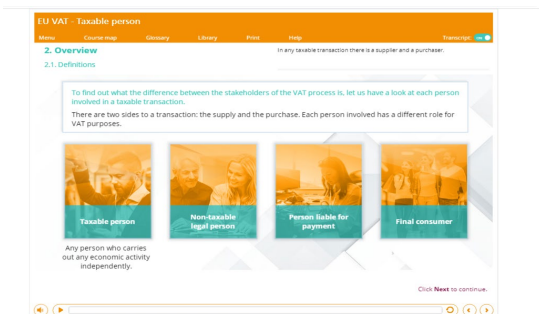 EU VAT - Taxable person
Menu Course map Glossary Library Print Help Transcript: on
2. Overview
In any taxable transaction there is a supplier and a purchaser.
2.1. Definitions
To find out what the difference between the stakeholders of the VAT process is, let us have a look at each person
involved in a taxable transaction.
There are two sides to a transaction: the supply and the purchase. Each person involved has a different role for
VAT purposes.
Taxable person
Non-taxable
legal person
Person liable for
payment
Final consumer
Any person who carries
out any economic activity
independently.
Click Next to continue.